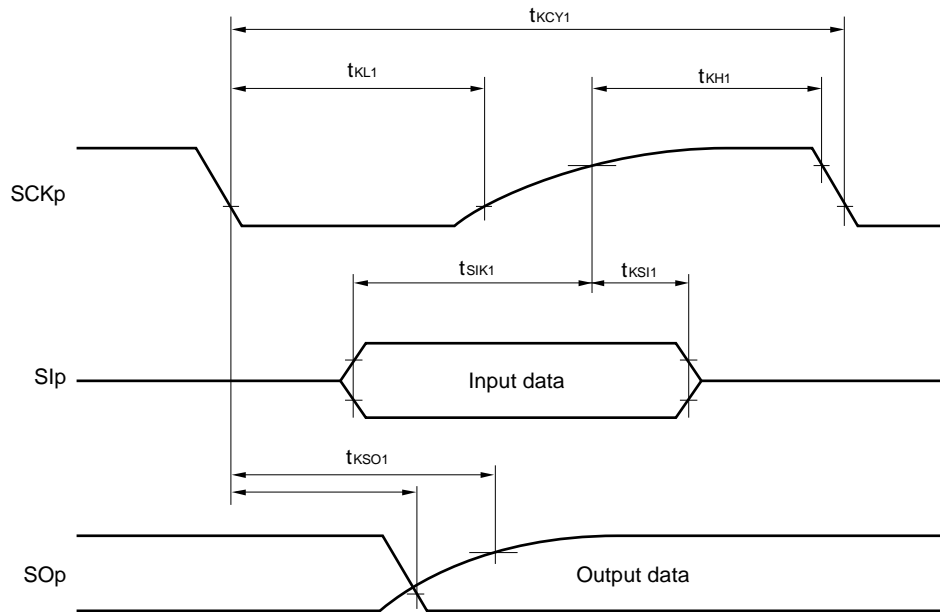 tKCY1
tKL1
tKH1
SCKp
tSIK1
tKSI1
SIp
Input data
tKSO1
SOp
Output data